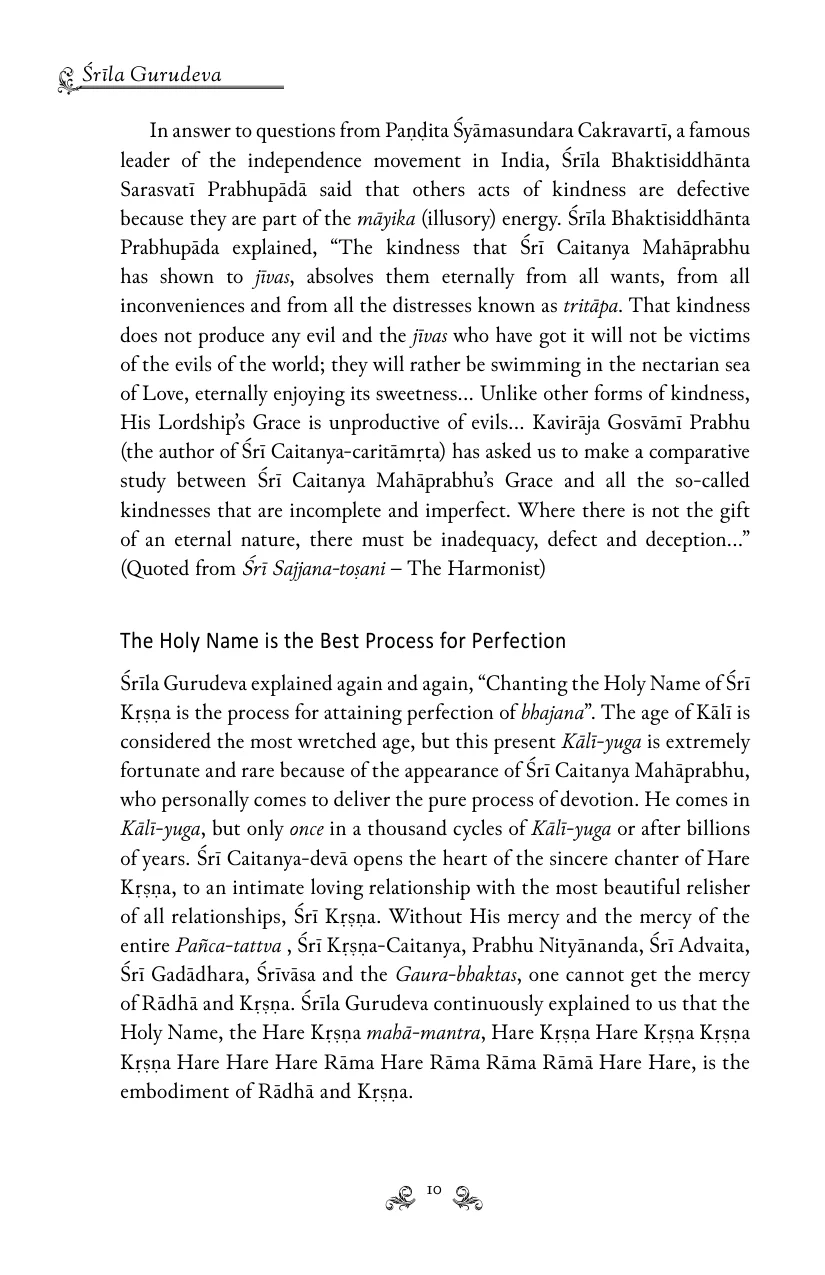 Śrīla Gurudeva
In answer to questions from Paṇḍita Śyāmasundara Cakravartī, a famous
leader of the independence movement in India, Śrīla Bhaktisiddhānta
Sarasvatī Prabhupādā said that others acts of kindness are defective
because they are part of the māyika (illusory) energy. Śrīla Bhaktisiddhānta
Prabhupāda explained, “The kindness that Śrī Caitanya Mahāprabhu
has shown to jīvas, absolves them eternally from all wants, from all
inconveniences and from all the distresses known as tritāpa. That kindness
does not produce any evil and the jīvas who have got it will not be victims
of the evils of the world; they will rather be swimming in the nectarian sea
of Love, eternally enjoying its sweetness... Unlike other forms of kindness,
His Lordship’s Grace is unproductive of evils... Kavirāja Gosvāmī Prabhu
(the author of Śrī Caitanya-caritāmṛta) has asked us to make a comparative
study between Śrī Caitanya Mahāprabhu’s Grace and all the so-called
kindnesses that are incomplete and imperfect. Where there is not the gift
of an eternal nature, there must be inadequacy, defect and deception...”
(Quoted from Śrī Sajjana-toṣani – The Harmonist)
The Holy Name is the Best Process for Perfection
Śrīla Gurudeva explained again and again, “Chanting the Holy Name of Śrī
Kṛṣṇa is the process for attaining perfection of bhajana”. The age of Kālī is
considered the most wretched age, but this present Kālī-yuga is extremely
fortunate and rare because of the appearance of Śrī Caitanya Mahāprabhu,
who personally comes to deliver the pure process of devotion. He comes in
Kālī-yuga, but only once in a thousand cycles of Kālī-yuga or after billions
of years. Śrī Caitanya-devā opens the heart of the sincere chanter of Hare
Kṛṣṇa, to an intimate loving relationship with the most beautiful relisher
of all relationships, Śrī Kṛṣṇa. Without His mercy and the mercy of the
entire Pañca-tattva , Śrī Kṛṣṇa-Caitanya, Prabhu Nityānanda, Śrī Advaita,
Śrī Gadādhara, Śrīvāsa and the Gaura-bhaktas, one cannot get the mercy
of Rādhā and Kṛṣṇa. Śrīla Gurudeva continuously explained to us that the
Holy Name, the Hare Kṛṣṇa mahā-mantra, Hare Kṛṣṇa Hare Kṛṣṇa Kṛṣṇa
Kṛṣṇa Hare Hare Hare Rāma Hare Rāma Rāma Rāmā Hare Hare, is the
embodiment of Rādhā and Kṛṣṇa.
10